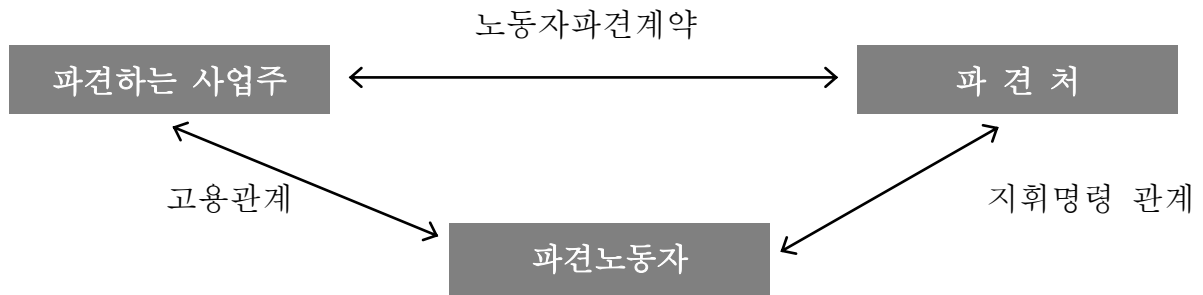 노동자파견계약
파견하는 사업주
파 견 처
고용관계
지휘명령 관계
파견노동자